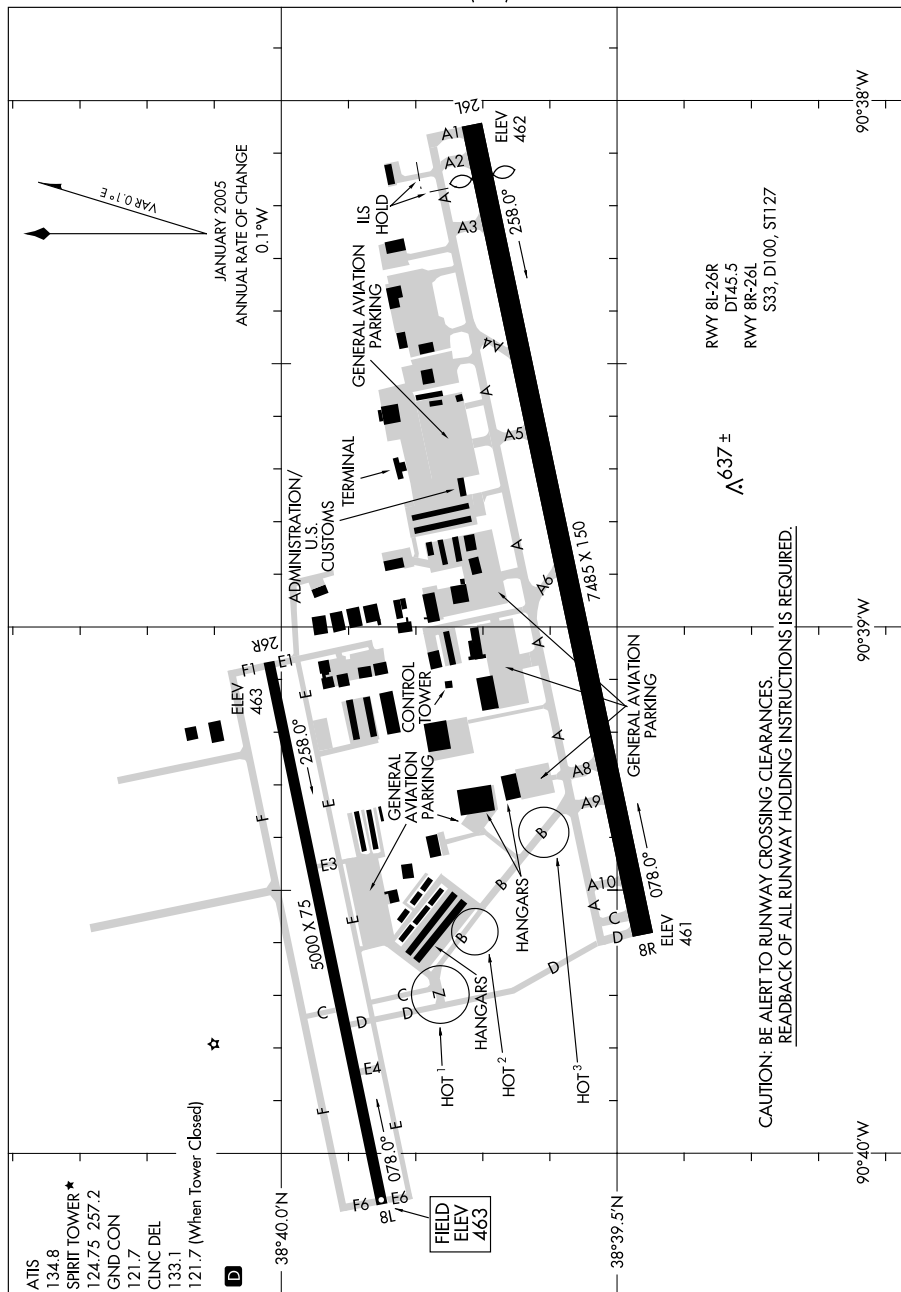 ATIS
134.8
SPIRIT TOWER ★
124.75 257.2
GND CON
121.7
CLNC DEL
133.1
121.7 (When Tower Closed)
D
VAR 0.1° E
JANUARY 2005
ANNUAL RATE OF CHANGE
0.1°W
38°40.0'N
38°39.5'N
90°40'W
90°39'W
90°38'W
FIELD
ELEV
463
8L
F6
E6
078.0°
E
E4
F
C
D
5000 X 75
E3
E
E
F
258.0°
E
ELEV
463
F1
26R
E1
C
D
Z
HOT 1
B
HOT 2
HANGARS
B
B
HOT 3
HANGARS
GENERAL
AVIATION
PARKING
CONTROL
TOWER
ADMINISTRATION/
U.S.
CUSTOMS
TERMINAL
GENERAL AVIATION
PARKING
ILS
HOLD
D
D
C
A
A10
A9
A8
A
A
A6
A
A5
A
A4
A3
A
A2
A1
8R
ELEV
461
078.0°
7485 X 150
258.0°
26L
ELEV
462
GENERAL AVIATION
PARKING
637 ±
RWY 8L-26R
DT45.5
RWY 8R-26L
S33, D100, ST127
CAUTION: BE ALERT TO RUNWAY CROSSING CLEARANCES.
READBACK OF ALL RUNWAY HOLDING INSTRUCTIONS IS REQUIRED.